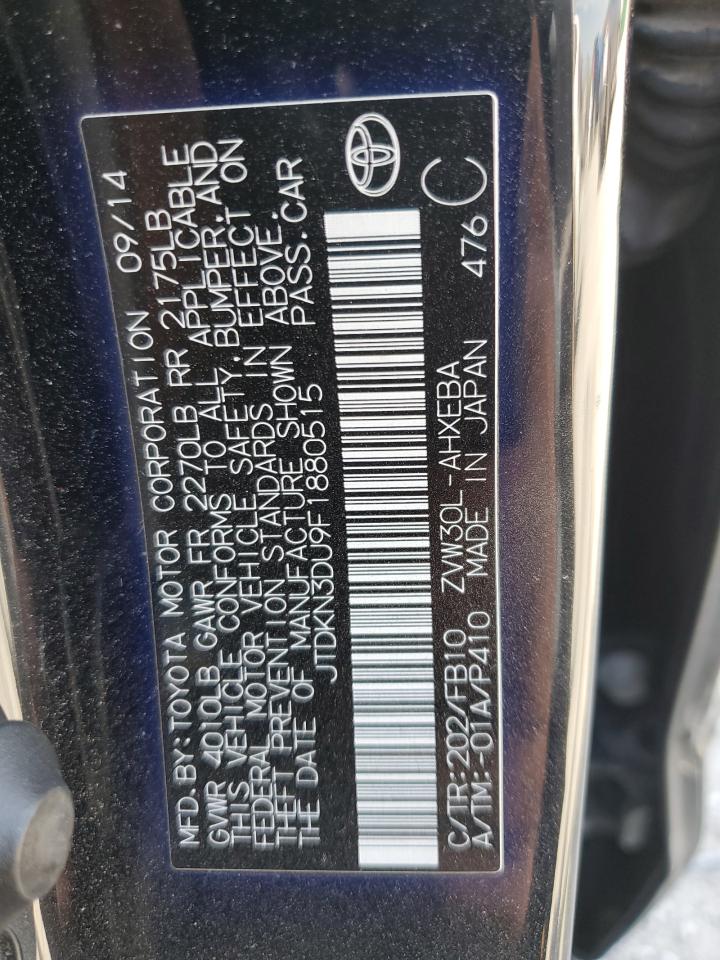 MFD.BY:TOYOTA MOTOR CORPORATION 09/14
GVWR 4010LB GAWR FR 2270LB RR 2175LB
THIS VEHICLE CONFORMS TO ALL APPLICABLE
FEDERAL MOTOR VEHICLE SAFETY,BUMPER,AND
THEFT PREVENTION STANDARDS IN EFFECT ON
THE DATE OF MANUFACTURE SHOWN ABOVE.
JTDKN3DU9F1880515 PASS.CAR
C/TR:202/FB10 ZVW30L-AHXEBA
A/TM:-01A/P410 MADE IN JAPAN 476 C